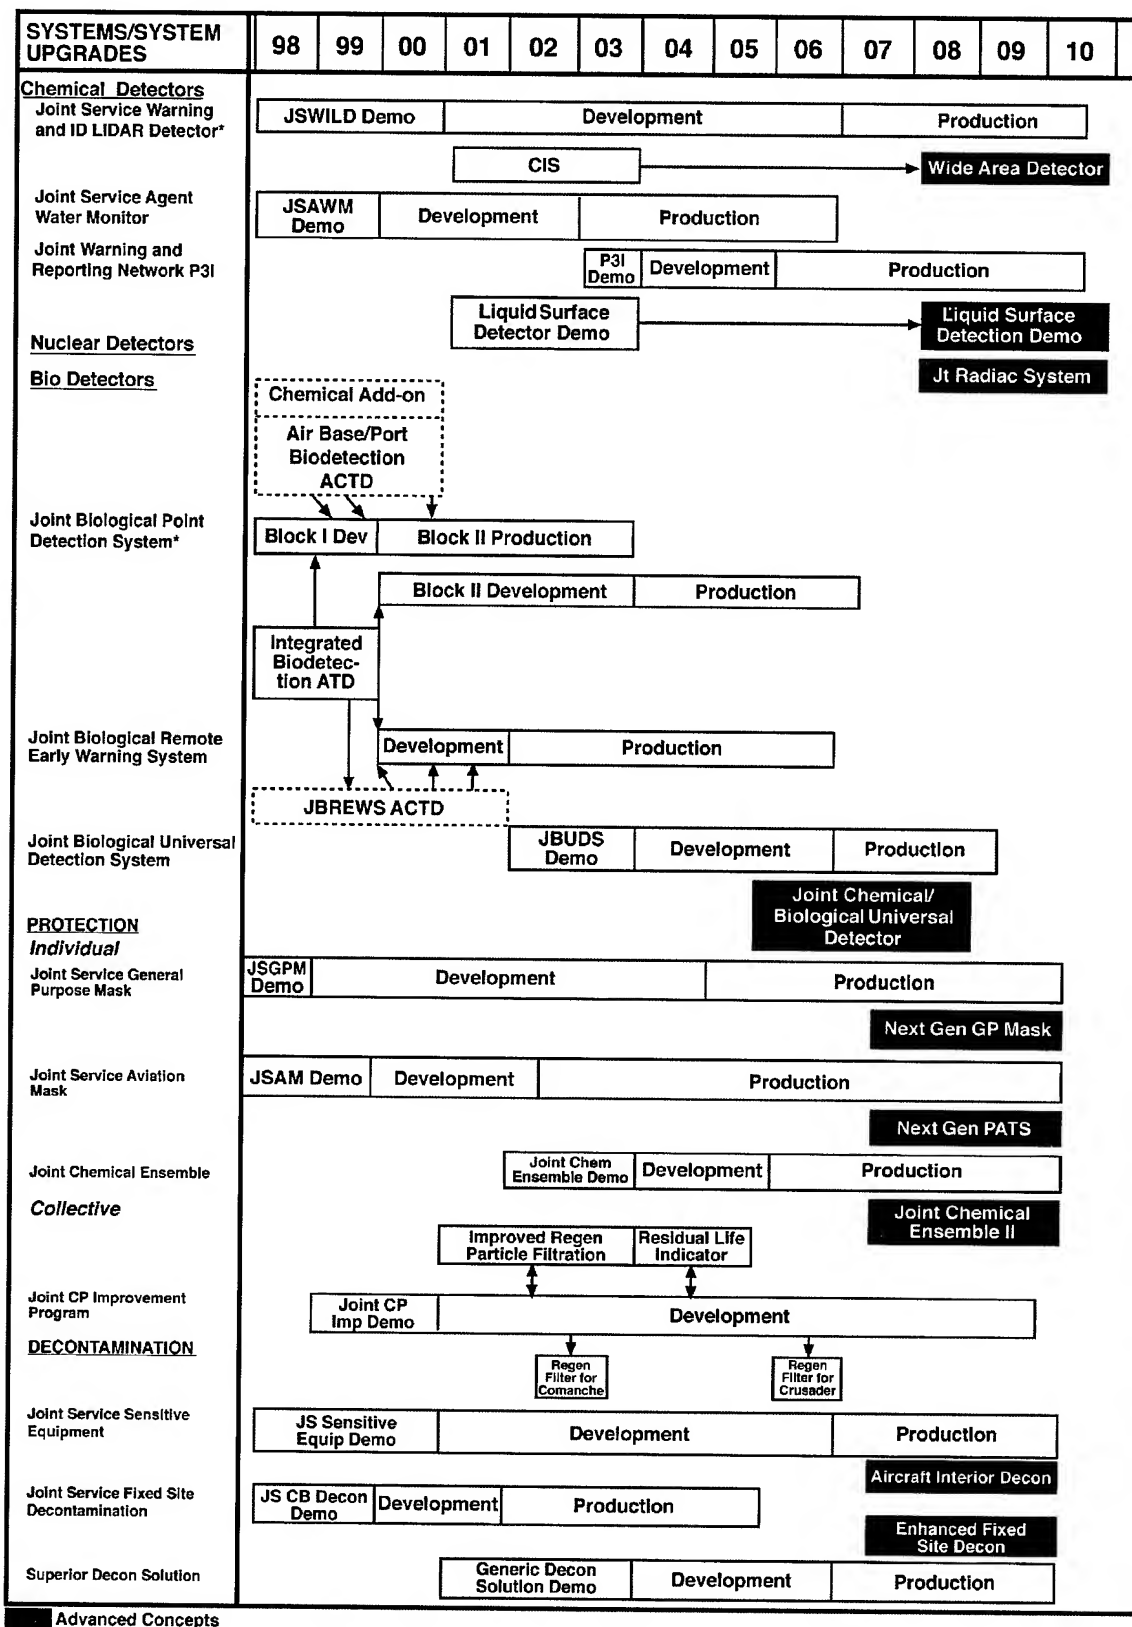 SYSTEMS/SYSTEM
UPGRADES
98 99 00 01 02 03 04 05 06 07 08 09 10
Chemical Detectors
Joint Service Warning
and ID LIDAR Detector*
JSWILD Demo
Development
Production
CIS
Wide Area Detector
Joint Service Agent
Water Monitor
JSAWM
Demo
Development
Production
Joint Warning and
Reporting Network P3I
P3I
Demo
Development
Production
Liquid Surface
Detector Demo
Liquid Surface
Detection Demo
Nuclear Detectors
Jt Radiac System
Bio Detectors
Chemical Add-on
Air Base/Port
Biodetection
ACTD
Joint Biological Point
Detection System*
Block I Dev
Block II Production
Block II Development
Production
Integrated
Biodetec-
tion ATD
Joint Biological Remote
Early Warning System
Development
Production
JBREWS ACTD
Joint Biological Universal
Detection System
JBUDS
Demo
Development
Production
Joint Chemical/
Biological Universal
Detector
PROTECTION
Individual
Joint Service General
Purpose Mask
JSGPM
Demo
Development
Production
Next Gen GP Mask
Joint Service Aviation
Mask
JSAM Demo
Development
Production
Next Gen PATS
Joint Chemical Ensemble
Joint Chem
Ensemble Demo
Development
Production
Collective
Joint Chemical
Ensemble II
Improved Regen
Particle Filtration
Residual Life
Indicator
Joint CP Improvement
Program
Joint CP
Imp Demo
Development
DECONTAMINATION
Regen
Filter for
Comanche
Regen
Filter for
Crusader
Joint Service Sensitive
Equipment
JS Sensitive
Equip Demo
Development
Production
Aircraft Interior Decon
Joint Service Fixed Site
Decontamination
JS CB Decon
Demo
Development
Production
Enhanced Fixed
Site Decon
Superior Decon Solution
Generic Decon
Solution Demo
Development
Production
Advanced Concepts